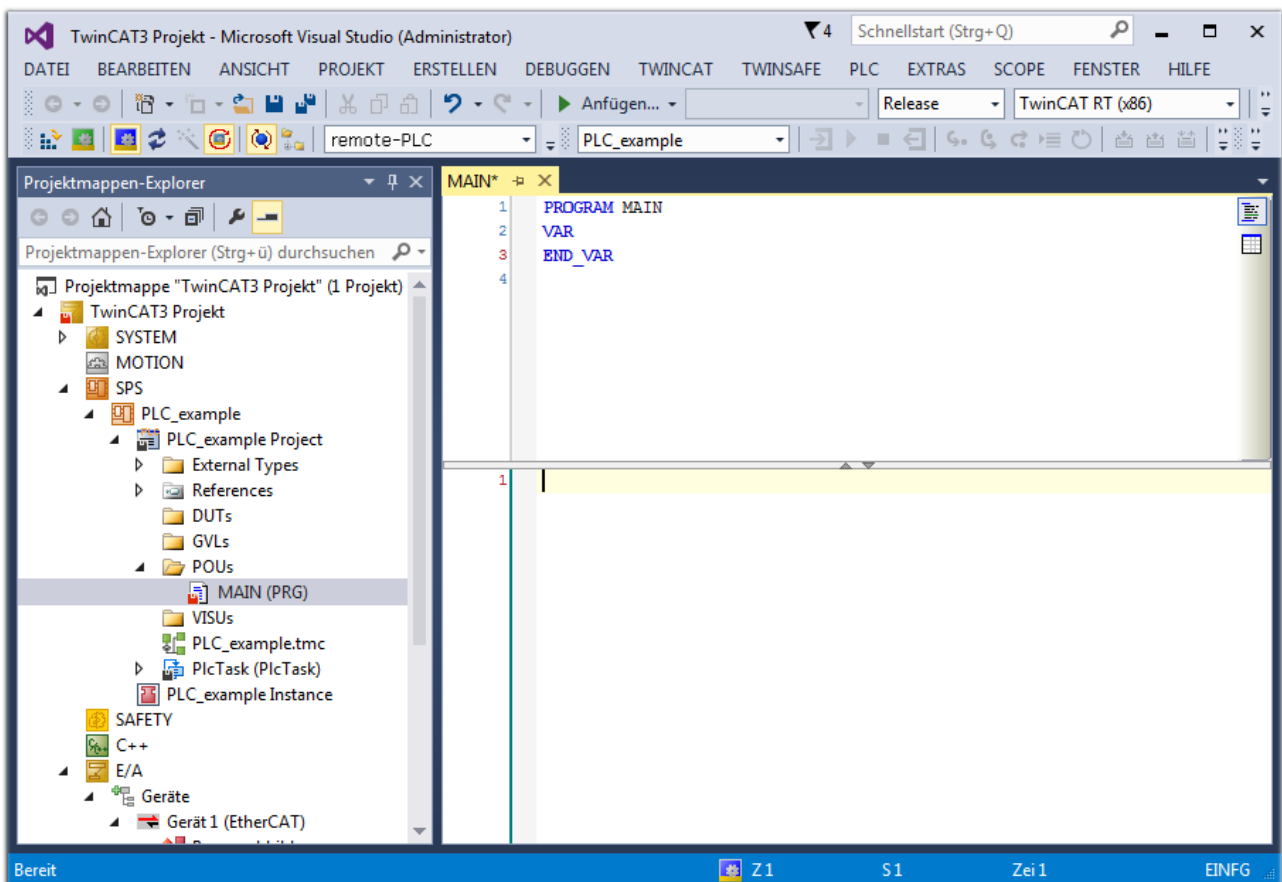 TwinCAT3 Projekt - Microsoft Visual Studio (Administrator) 4 Schnellstart (Strg+Q)
DATEI BEARBEITEN ANSICHT PROJEKT ERSTELLEN DEBUGGEN TWINCAT TWINSAFE PLC EXTRAS SCOPE FENSTER HILFE
Anfügen... Release TwinCAT RT (x86)
remote-PLC PLC_example
Projektmappen-Explorer
Projektmappen-Explorer (Strg+ü) durchsuchen
Projektmappe "TwinCAT3 Projekt" (1 Projekt)
TwinCAT3 Projekt
SYSTEM
MOTION
SPS
PLC_example
PLC_example Project
External Types
References
DUTs
GVLs
POUs
MAIN (PRG)
VISUs
PLC_example.tmc
PlcTask (PlcTask)
PLC_example Instance
SAFETY
C++
E/A
Geräte
Gerät 1 (EtherCAT)
MAIN*
1 PROGRAM MAIN
2 VAR
3 END_VAR
4
1
Bereit Z 1 S 1 Zei 1 EINFG